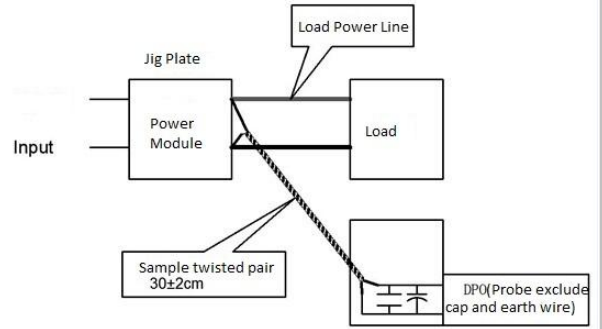 Load Power Line
Jig Plate
Power
Module
Load
Input
Sample twisted pair
30±2cm
DPO(Probe exclude
cap and earth wire)